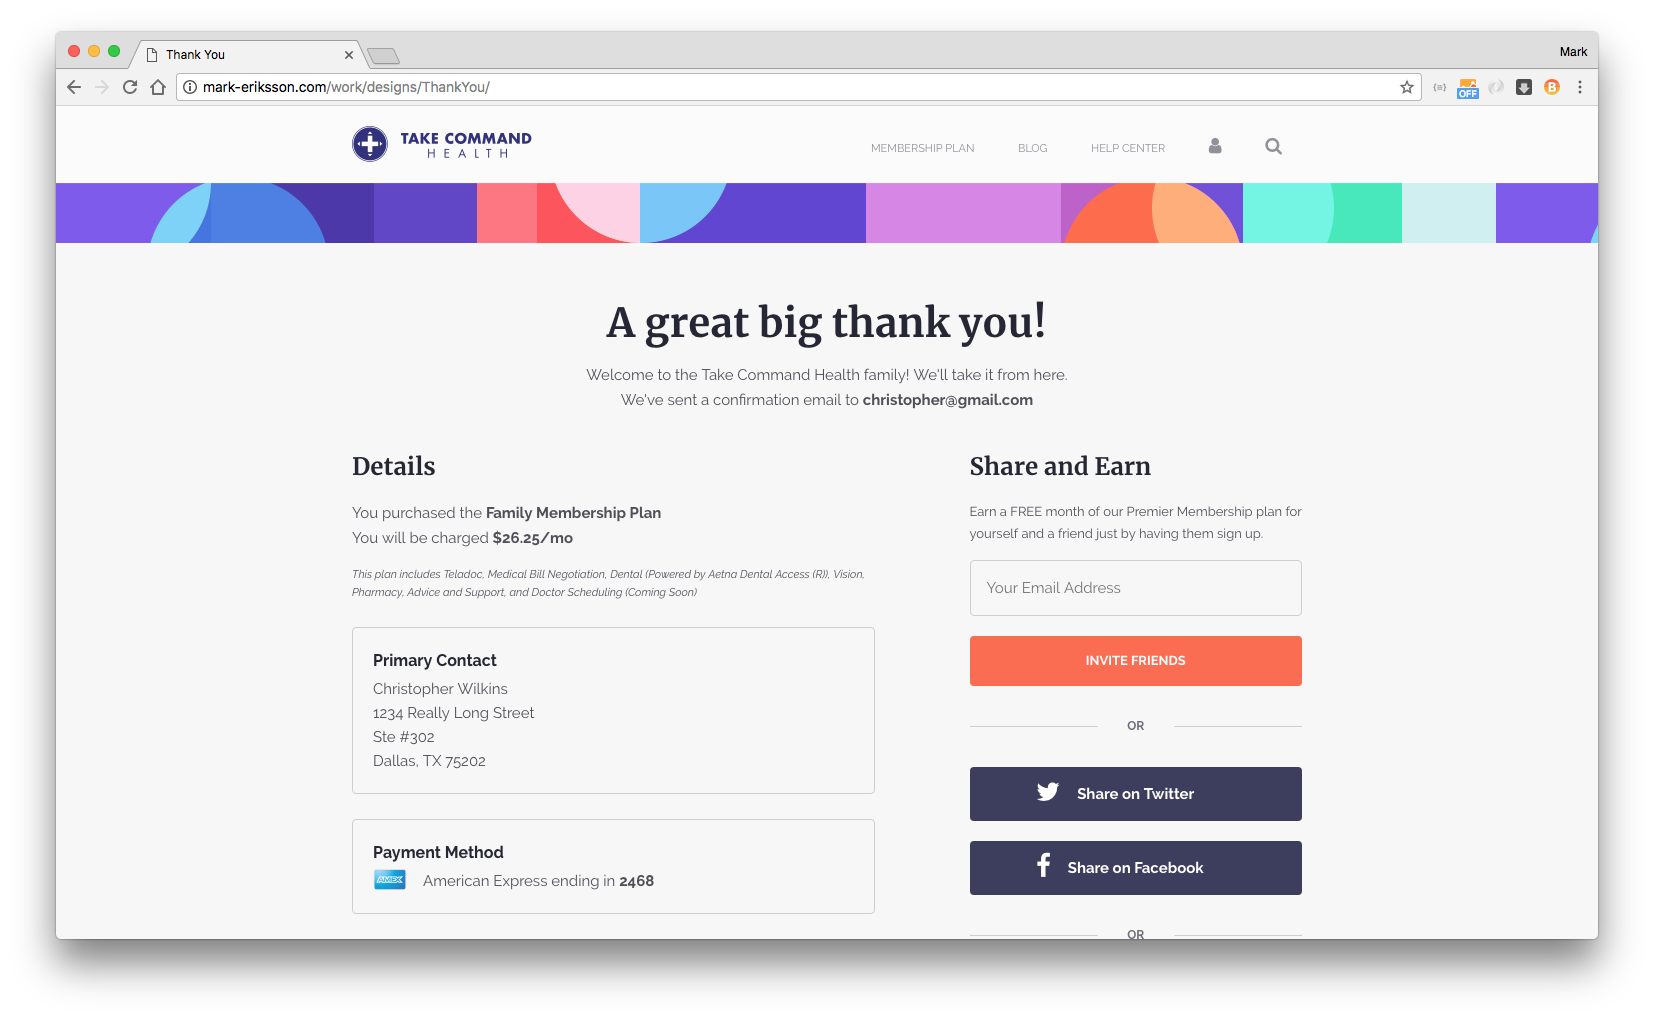 Thank You
Mark
mark-eriksson.com/work/designs/ThankYou/
OFF
B
TAKE COMMAND
HEALTH
MEMBERSHIP PLAN
BLOG
HELP CENTER
A great big thank you!
Welcome to the Take Command Health family! We'll take it from here.
We've sent a confirmation email to christopher@gmail.com
Details
You purchased the Family Membership Plan
You will be charged $26.25/mo
This plan includes Teladoc, Medical Bill Negotiation, Dental (Powered by Aetna Dental Access (R)), Vision,
Pharmacy, Advice and Support, and Doctor Scheduling (Coming Soon)
Primary Contact
Christopher Wilkins
1234 Really Long Street
Ste #302
Dallas, TX 75202
Payment Method
AMEX
American Express ending in 2468
Share and Earn
Earn a FREE month of our Premier Membership plan for
yourself and a friend just by having them sign up.
Your Email Address
INVITE FRIENDS
OR
Share on Twitter
Share on Facebook
OR